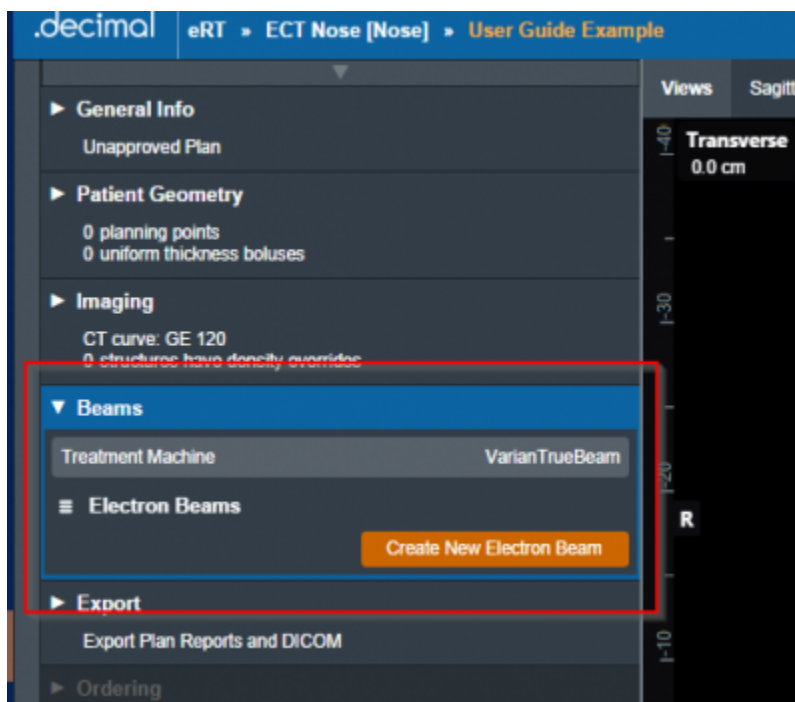 .decimal eRT » ECT Nose [Nose] » User Guide Example
▼
► General Info
Unapproved Plan
► Patient Geometry
0 planning points
0 uniform thickness boluses
► Imaging
CT curve: GE 120
0 structures have density overrides
▼ Beams
Treatment Machine VarianTrueBeam
≡ Electron Beams
Create New Electron Beam
► Export
Export Plan Reports and DICOM
► Ordering
Views Sagitt
Transverse
0.0 cm
-40
-30
-20
R
-10